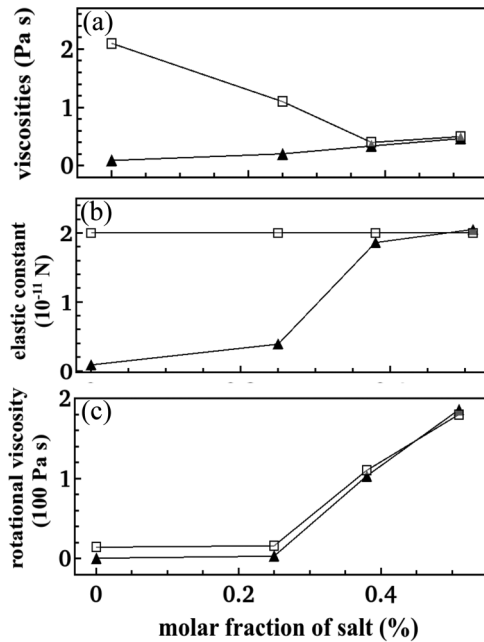 (a)
viscosities (Pa s)
2
1
0
(b)
elastic constant
(10⁻¹¹ N)
2
1
0
(c)
rotational viscosity
(100 Pa s)
2
1
0
0 0.2 0.4
molar fraction of salt (%)